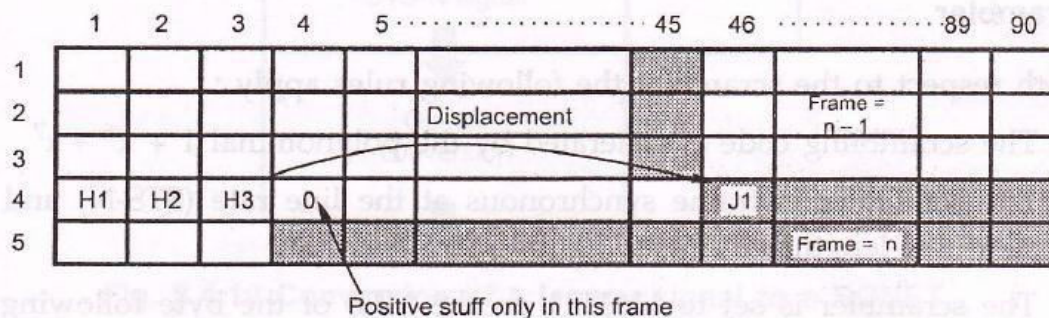 1 2 3 4 5 ............ 45 46 ............ 89 90
1
2 Displacement Frame = n – 1
3
4 H1 H2 H3 J1
5 Frame = n
Positive stuff only in this frame